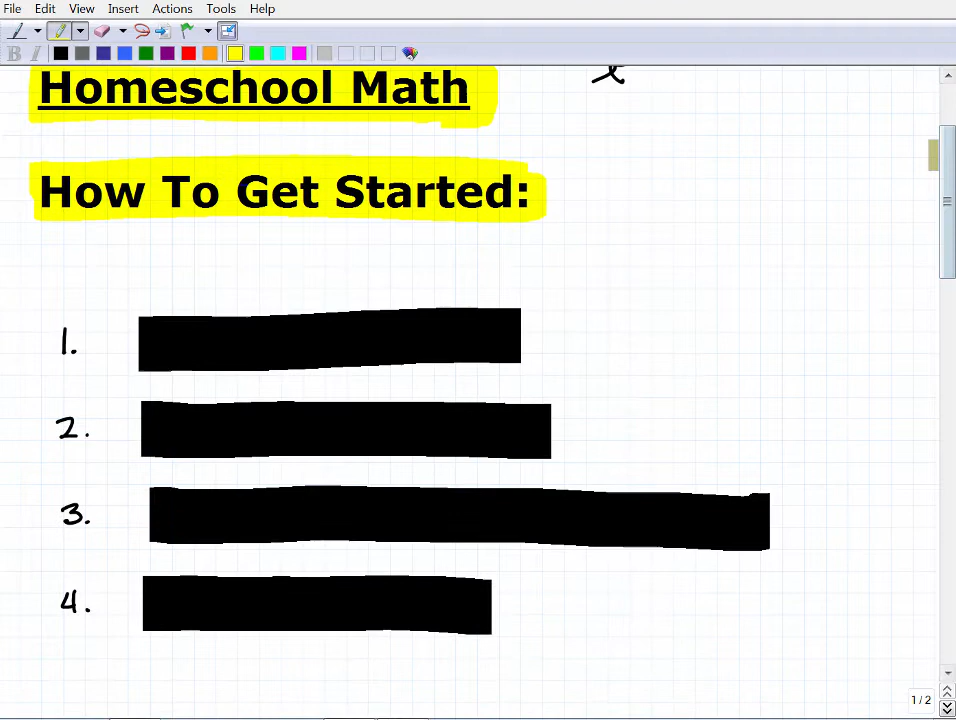 File Edit View Insert Actions Tools Help
B I
Homeschool Math
x
How To Get Started:
1.
2.
3.
4.
1 / 2